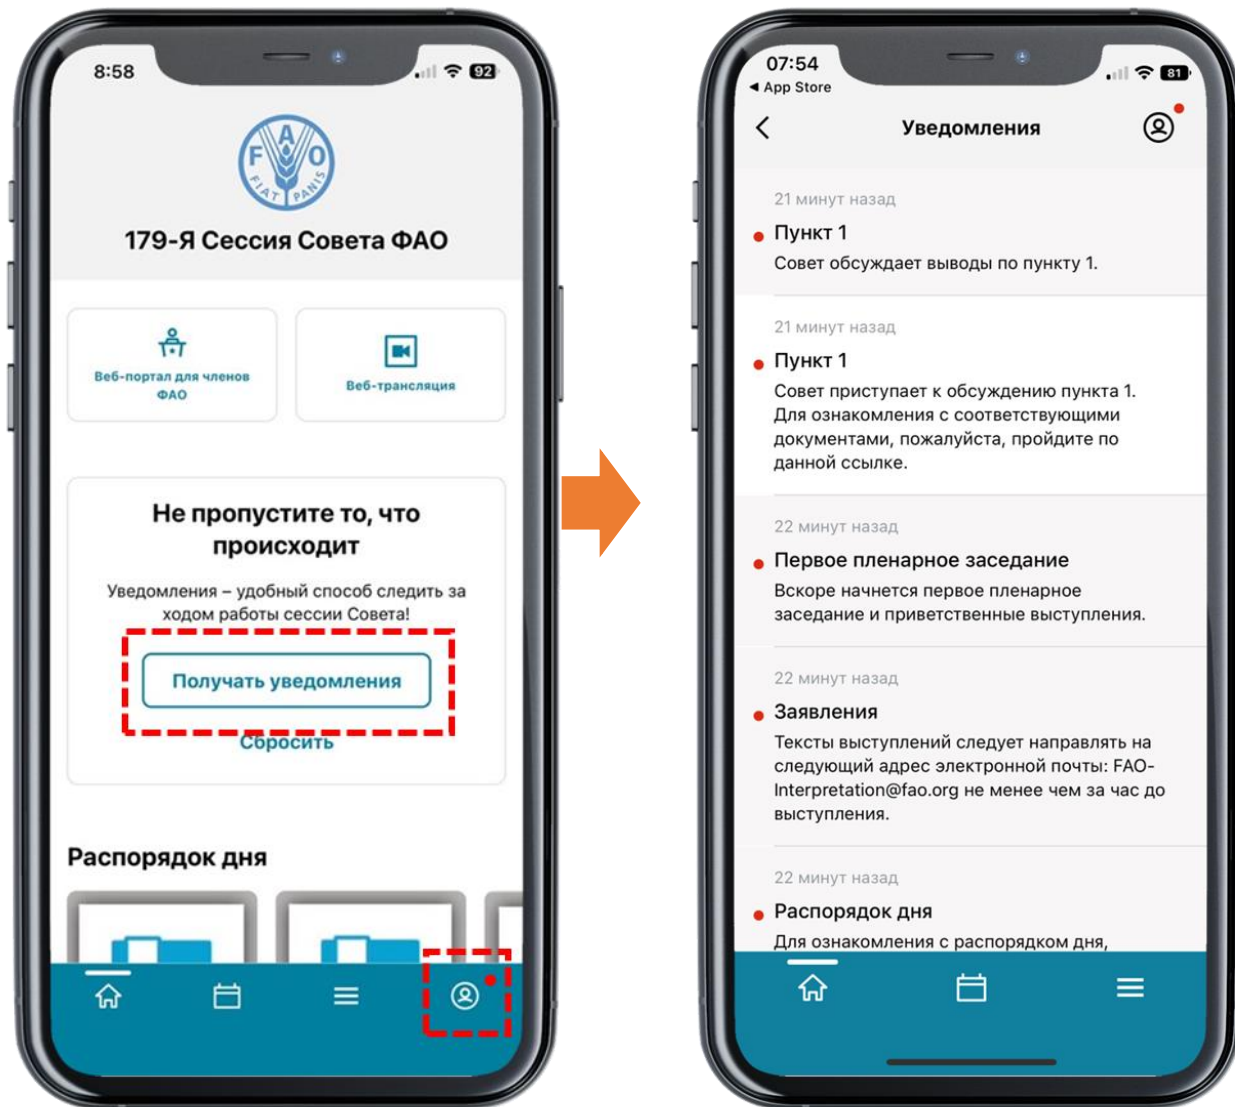 8:58
92
F A O
FIAT PANIS
179-Я Сессия Совета ФАО
Веб-портал для членов
ФАО
Веб-трансляция
Не пропустите то, что
происходит
Уведомления – удобный способ следить за
ходом работы сессии Совета!
Получать уведомления
Сбросить
Распорядок дня
07:54
81
◄ App Store
Уведомления
21 минут назад
Пункт 1
Совет обсуждает выводы по пункту 1.
21 минут назад
Пункт 1
Совет приступает к обсуждению пункта 1.
Для ознакомления с соответствующими
документами, пожалуйста, пройдите по
данной ссылке.
22 минут назад
Первое пленарное заседание
Вскоре начнется первое пленарное
заседание и приветственные выступления.
22 минут назад
Заявления
Тексты выступлений следует направлять на
следующий адрес электронной почты: FAO-
Interpretation@fao.org не менее чем за час до
выступления.
22 минут назад
Распорядок дня
Для ознакомления с распорядком дня,